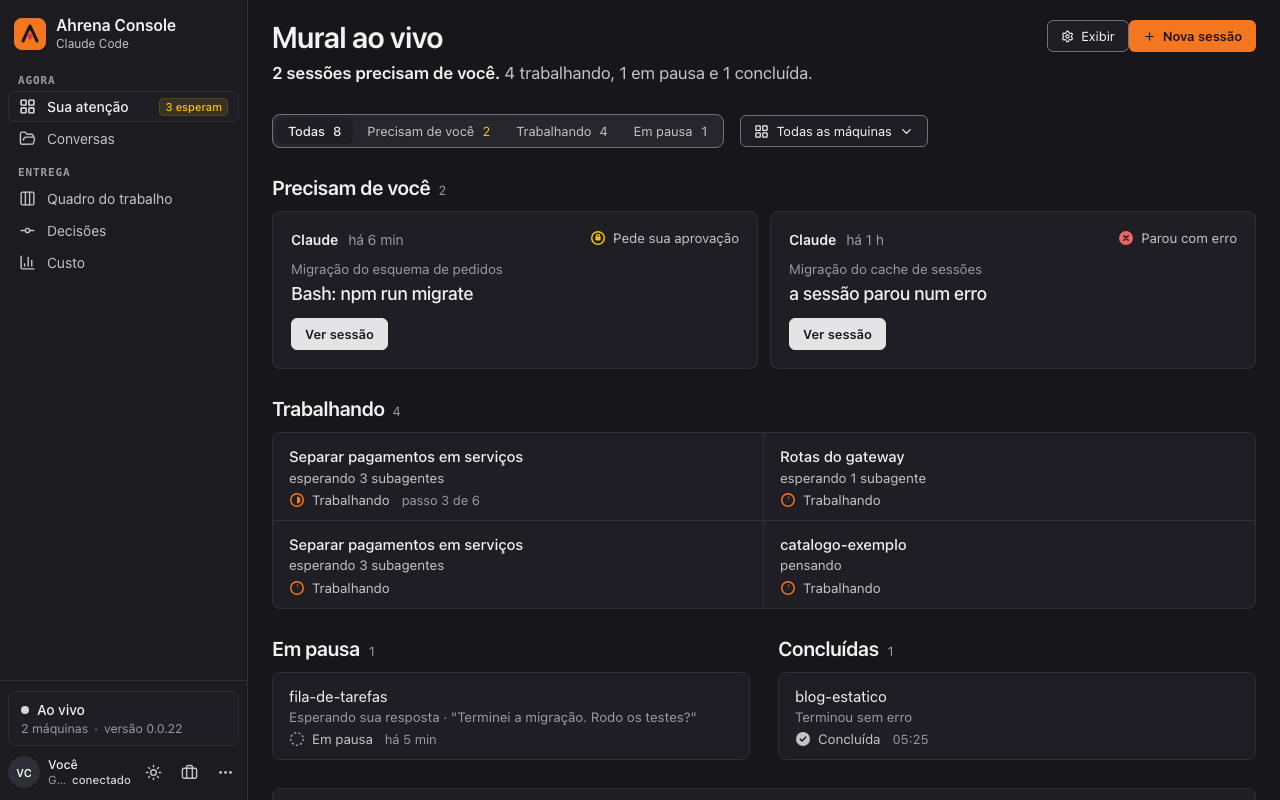 Ahrena Console
Claude Code
AGORA
Sua atenção 3 esperam
Conversas
ENTREGA
Quadro do trabalho
Decisões
Custo
Ao vivo
2 máquinas · versão 0.0.22
VC Você
G... conectado
Mural ao vivo
Exibir
+ Nova sessão
2 sessões precisam de você. 4 trabalhando, 1 em pausa e 1 concluída.
Todas 8 Precisam de você 2 Trabalhando 4 Em pausa 1
Todas as máquinas
Precisam de você 2
Claude há 6 min Pede sua aprovação
Migração do esquema de pedidos
Bash: npm run migrate
Ver sessão
Claude há 1 h Parou com erro
Migração do cache de sessões
a sessão parou num erro
Ver sessão
Trabalhando 4
Separar pagamentos em serviços
esperando 3 subagentes
Trabalhando passo 3 de 6
Rotas do gateway
esperando 1 subagente
Trabalhando
Separar pagamentos em serviços
esperando 3 subagentes
Trabalhando
catalogo-exemplo
pensando
Trabalhando
Em pausa 1
fila-de-tarefas
Esperando sua resposta · "Terminei a migração. Rodo os testes?"
Em pausa há 5 min
Concluídas 1
blog-estatico
Terminou sem erro
Concluída 05:25